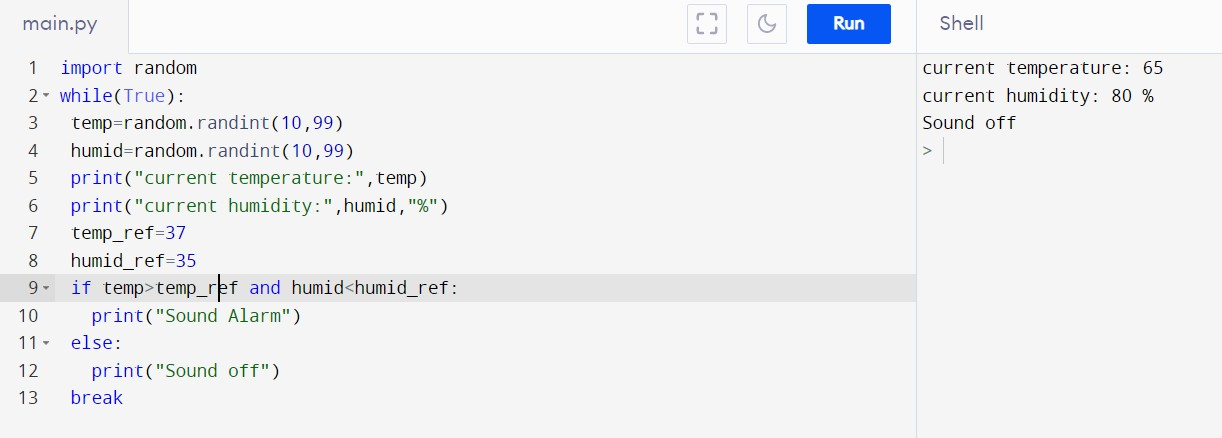 main.py
Run
Shell
1 import random
2 while(True):
3 temp=random.randint(10,99)
4 humid=random.randint(10,99)
5 print("current temperature:",temp)
6 print("current humidity:",humid,"%")
7 temp_ref=37
8 humid_ref=35
9 if temp>temp_ref and humid<humid_ref:
10 print("Sound Alarm")
11 else:
12 print("Sound off")
13 break
current temperature: 65
current humidity: 80 %
Sound off
>